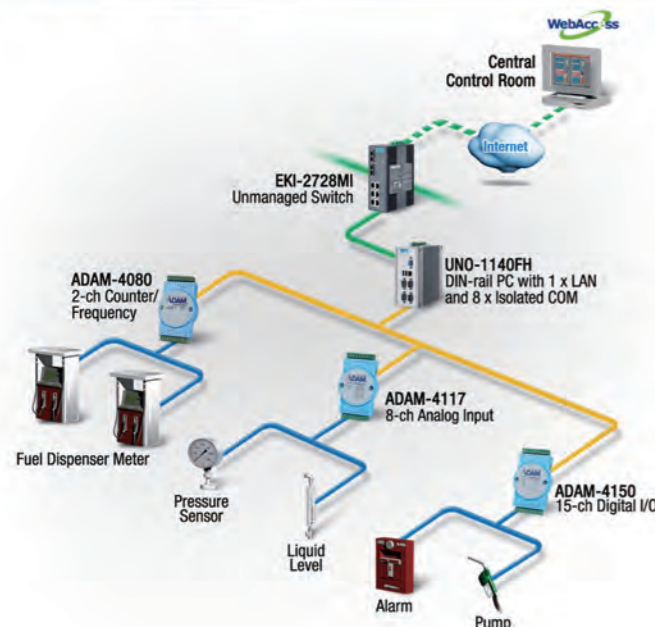 WebAccess
Central
Control Room
Internet
EKI-2728MI
Unmanaged Switch
UNO-1140FH
DIN-rail PC with 1 x LAN
and 8 x Isolated COM
ADAM-4080
2-ch Counter/
Frequency
ADAM
ADAM-4117
8-ch Analog Input
Fuel Dispenser Meter
Pressure
Sensor
ADAM-4150
15-ch Digital I/O
Liquid
Level
Alarm
Pump